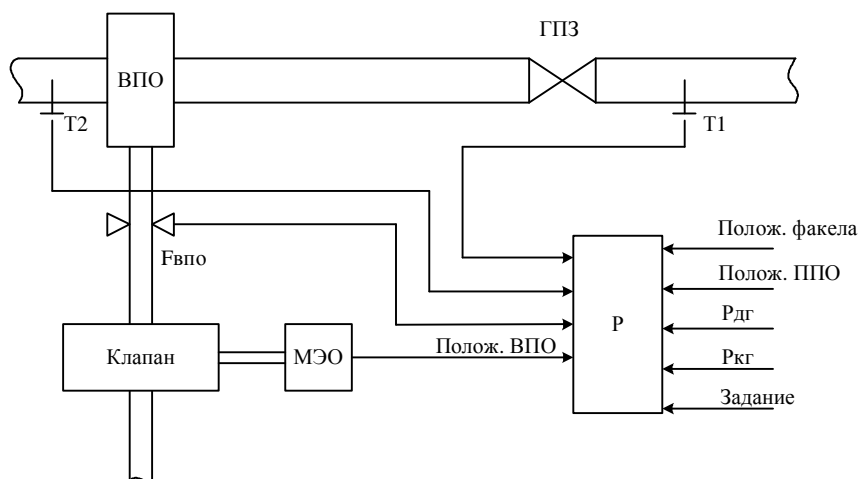 ГПЗ
ВПО
Т2
Т1
Полож. факела
Fвпо
Полож. ППО
Р
Рдг
Клапан
МЭО
Полож. ВПО
Ркг
Задание